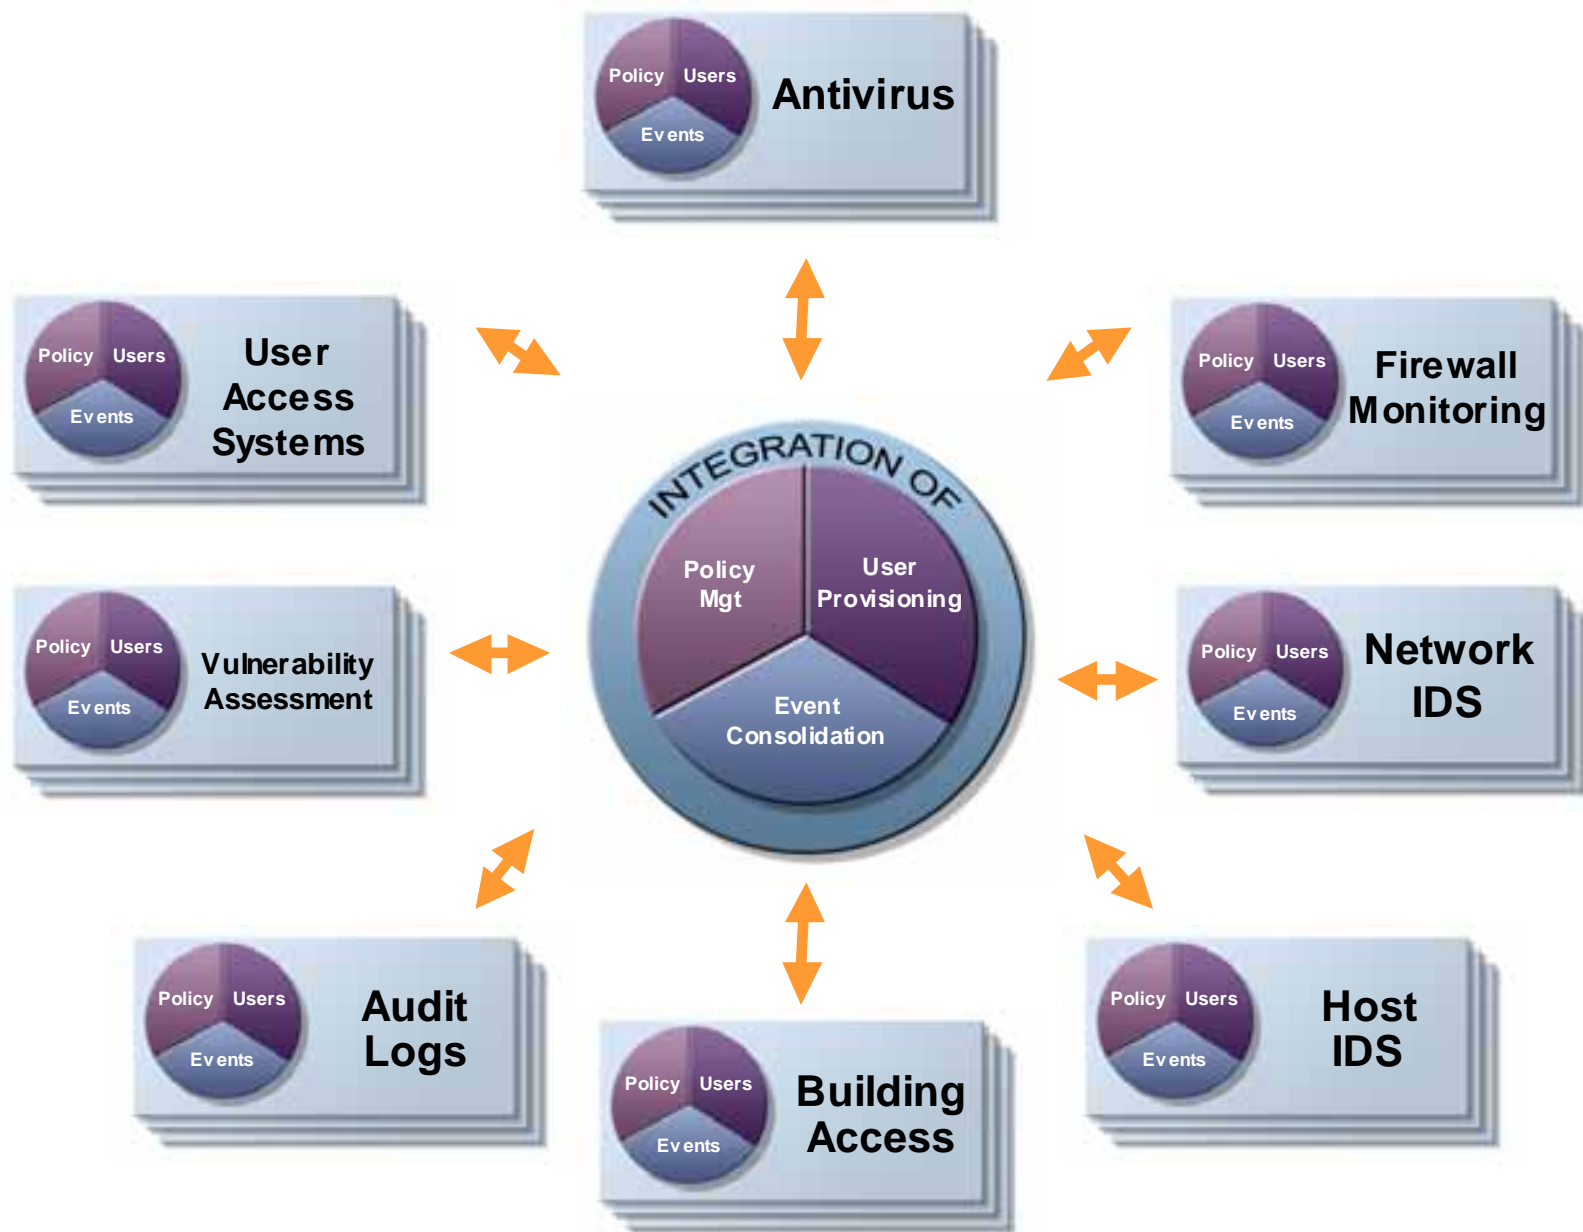 Policy Users
Events
Antivirus
Policy Users
Events
User
Access
Systems
Policy Users
Events
Firewall
Monitoring
INTEGRATION OF
Policy
Mgt
User
Provisioning
Event
Consolidation
Policy Users
Events
Vulnerability
Assessment
Policy Users
Events
Network
IDS
Policy Users
Events
Audit
Logs
Policy Users
Events
Building
Access
Policy Users
Events
Host
IDS